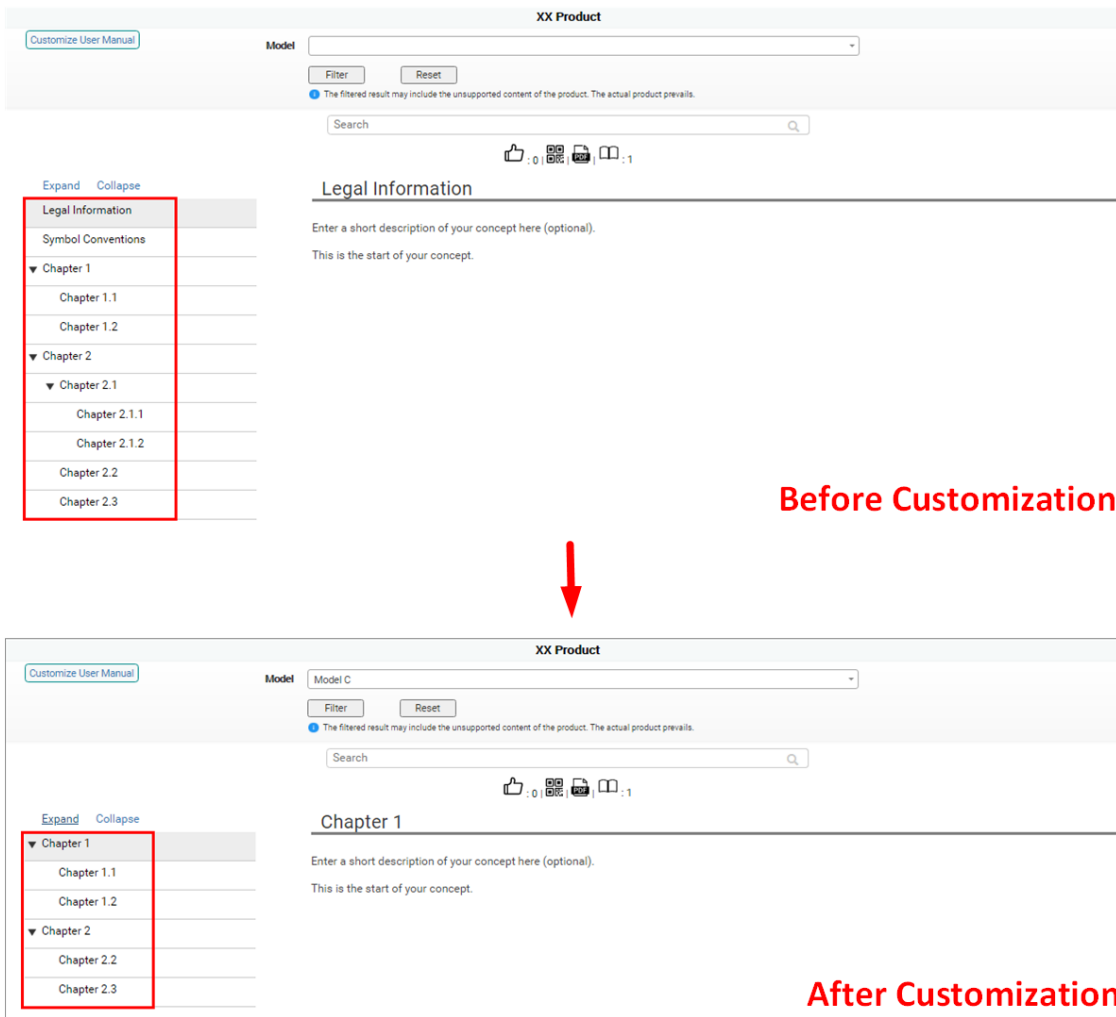 XX Product
Customize User Manual
Model
Filter Reset
The filtered result may include the unsupported content of the product. The actual product prevails.
Search
: 0 | | PDF | : 1
Expand Collapse
Legal Information
Legal Information
Symbol Conventions
Chapter 1
Chapter 1.1
Chapter 1.2
Chapter 2
Chapter 2.1
Chapter 2.1.1
Chapter 2.1.2
Chapter 2.2
Chapter 2.3
Enter a short description of your concept here (optional).
This is the start of your concept.
Before Customization
XX Product
Customize User Manual
Model Model C
Filter Reset
The filtered result may include the unsupported content of the product. The actual product prevails.
Search
: 0 | | PDF | : 1
Expand Collapse
Chapter 1
Chapter 1.1
Chapter 1.2
Chapter 2
Chapter 2.2
Chapter 2.3
Chapter 1
Enter a short description of your concept here (optional).
This is the start of your concept.
After Customization